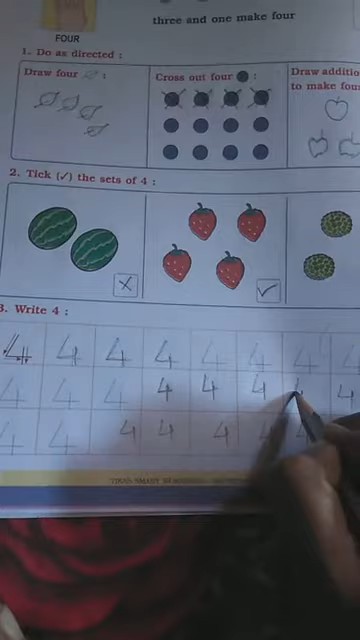 three and one make four
FOUR
1. Do as directed :
Draw four :
Cross out four :
Draw
to make four
2. Tick (✓) the sets of 4 :
3. Write 4 :
4 4 4 4 4 4 4 4
4 4 4 4 4 4 4 4
4 4 4 4 4 4 4